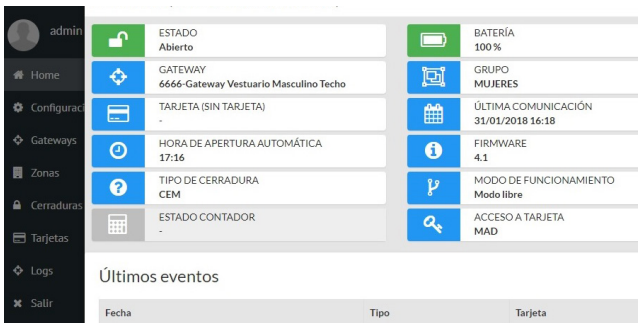 admin
Home
Configuraci
Gateways
Zonas
Cerraduras
Tarjetas
Logs
Salir
ESTADO
Abierto
BATERÍA
100 %
GATEWAY
6666-Gateway Vestuario Masculino Techo
GRUPO
MUJERES
TARJETA (SIN TARJETA)
-
ÚLTIMA COMUNICACIÓN
31/01/2018 16:18
HORA DE APERTURA AUTOMÁTICA
17:16
FIRMWARE
4.1
TIPO DE CERRADURA
CEM
MODO DE FUNCIONAMIENTO
Modo libre
ESTADO CONTADOR
-
ACCESO A TARJETA
MAD
Últimos eventos
Fecha Tipo Tarjeta